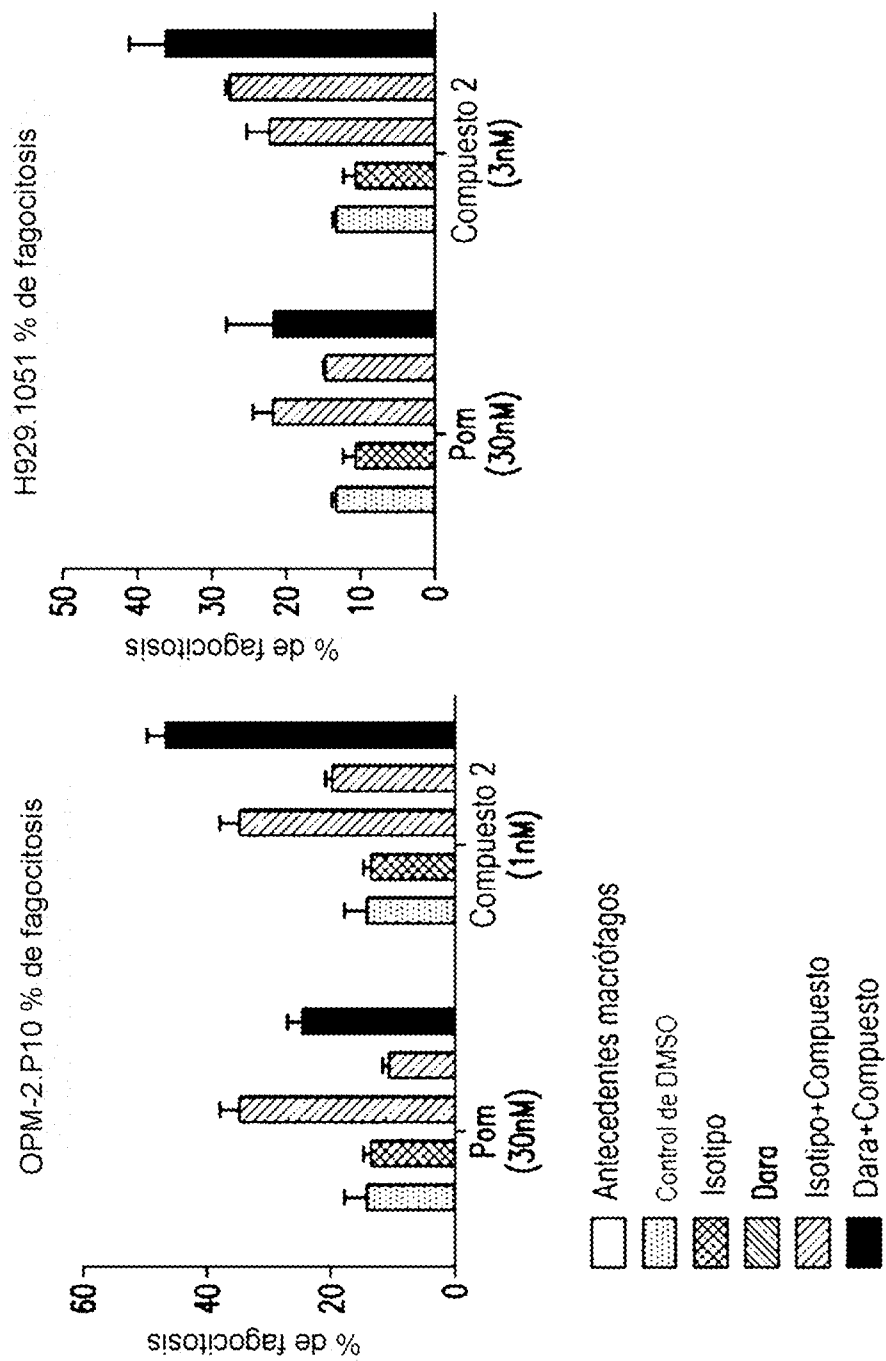 OPM-2.P10 % de fagocitosis
% de fagocitosis
60
40
20
0
Pom
(30nM)
Compuesto 2
(1nM)
H929.1051 % de fagocitosis
% de fagocitosis
50
40
30
20
10
0
Pom
(30nM)
Compuesto 2
(3nM)
Antecedentes macrófagos
Control de DMSO
Isotipo
Dara
Isotipo+Compuesto
Dara+Compuesto